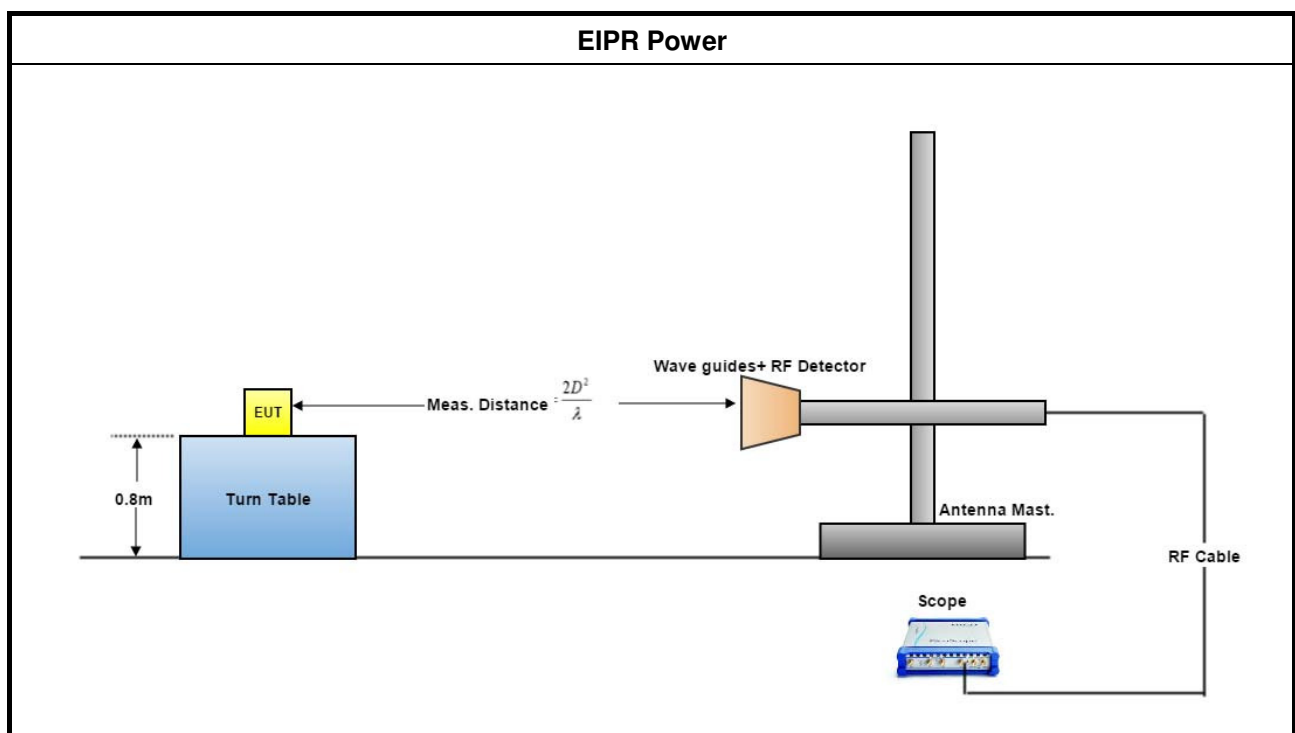 EIPR Power
Wave guides+ RF Detector
EUT
Meas. Distance = 2D²/λ
0.8m
Turn Table
Antenna Mast.
RF Cable
Scope